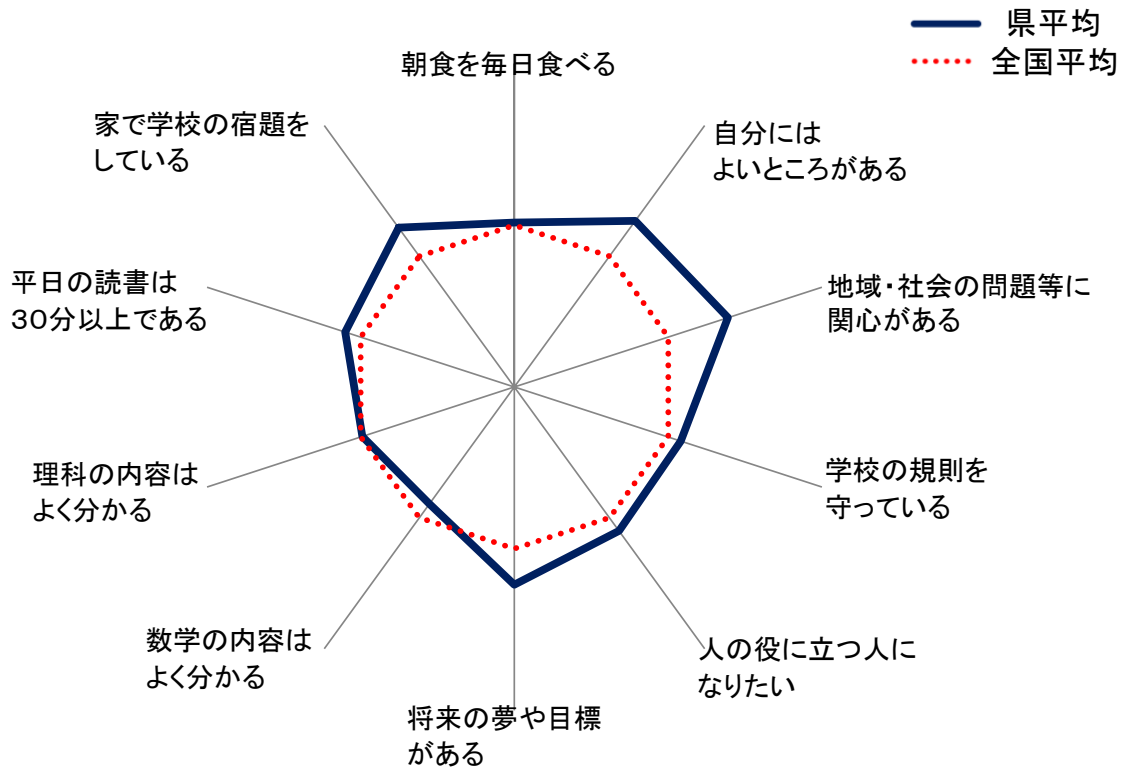 県平均
全国平均
朝食を毎日食べる
自分には
よいところがある
地域・社会の問題等に
関心がある
学校の規則を
守っている
人の役に立つ人に
なりたい
将来の夢や目標
がある
数学の内容は
よく分かる
理科の内容は
よく分かる
平日の読書は
30分以上である
家で学校の宿題を
している